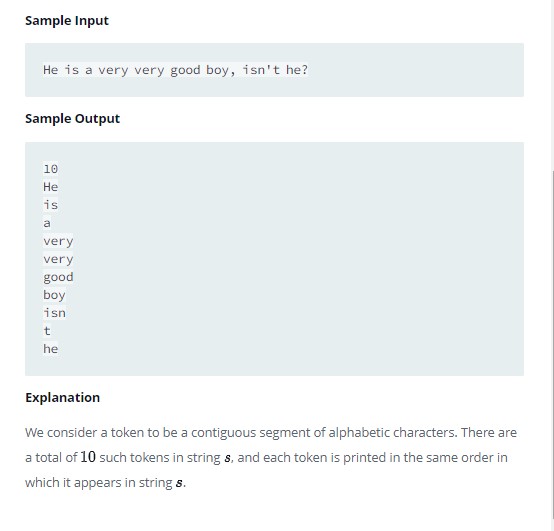 Sample Input
He is a very very good boy, isn't he?
Sample Output
10
He
is
a
very
very
good
boy
isn
t
he
Explanation
We consider a token to be a contiguous segment of alphabetic characters. There are
a total of 10 such tokens in string s, and each token is printed in the same order in
which it appears in string s.